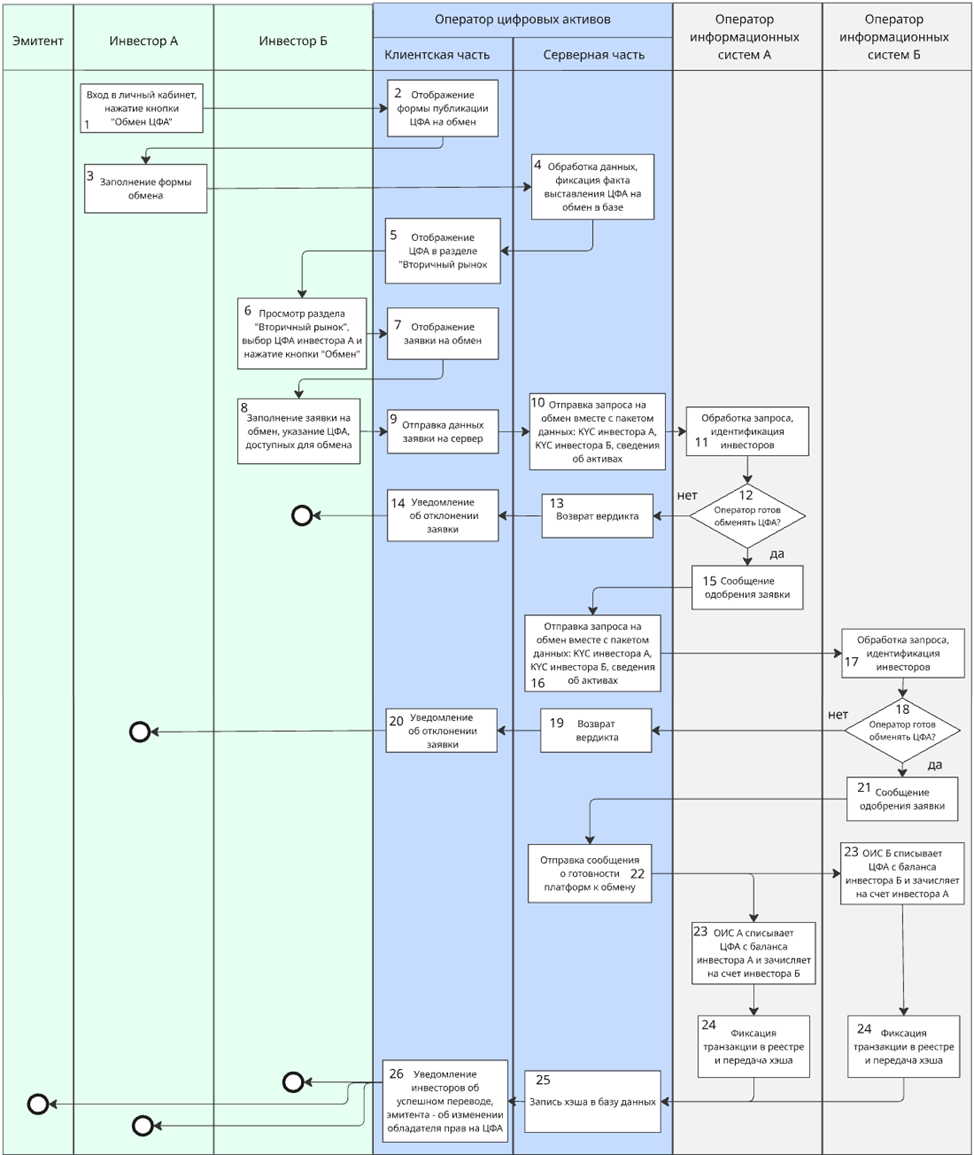 Эмитент
Инвестор А
Инвестор Б
Оператор цифровых активов
Клиентская часть
Серверная часть
Оператор
информационных
систем А
Оператор
информационных
систем Б
Вход в личный кабинет,
нажатие кнопки
"Обмен ЦФА"
1
2 Отображение
формы публикации
ЦФА на обмен
3
Заполнение формы
обмена
4
Обработка данных,
фиксация факта
выставления ЦФА на
обмен в базе
5
Отображение
ЦФА в разделе
"Вторичный рынок
6 Просмотр раздела
"Вторичный рынок",
выбор ЦФА инвестора А и
нажатие кнопки "Обмен"
7 Отображение
заявки на обмен
8
Заполнение заявки на
обмен, указание ЦФА,
доступных для обмена
9
Отправка данных
заявки на сервер
10
Отправка запроса на
обмен вместе с пакетом
данных: KYC инвестора А,
KYC инвестора Б, сведения
об активах
Обработка запроса,
идентификация
11 инвесторов
12
Оператор готов
обменять ЦФА?
нет
да
13
Возврат вердикта
14 Уведомление
об отклонении
заявки
15 Сообщение
одобрения заявки
Отправка запроса на
обмен вместе с пакетом
данных: KYC инвестора А,
KYC инвестора Б, сведения
16 об активах
Обработка запроса,
идентификация
17 инвесторов
18
Оператор готов
обменять ЦФА?
нет
да
19 Возврат
вердикта
20 Уведомление
об отклонении
заявки
21
Сообщение
одобрения заявки
Отправка сообщения
о готовности 22
платформ к обмену
23 ОИС Б списывает
ЦФА с баланса
инвестора Б и зачисляет
на счет инвестора А
23 ОИС А списывает
ЦФА с баланса
инвестора А и зачисляет
на счет инвестора Б
24
Фиксация
транзакции в реестре
и передача хэша
24 Фиксация
транзакции в реестре
и передача хэша
25
Запись хэша в базу данных
26 Уведомление
инвесторов об
успешном переводе,
эмитента - об изменении
обладателя прав на ЦФА